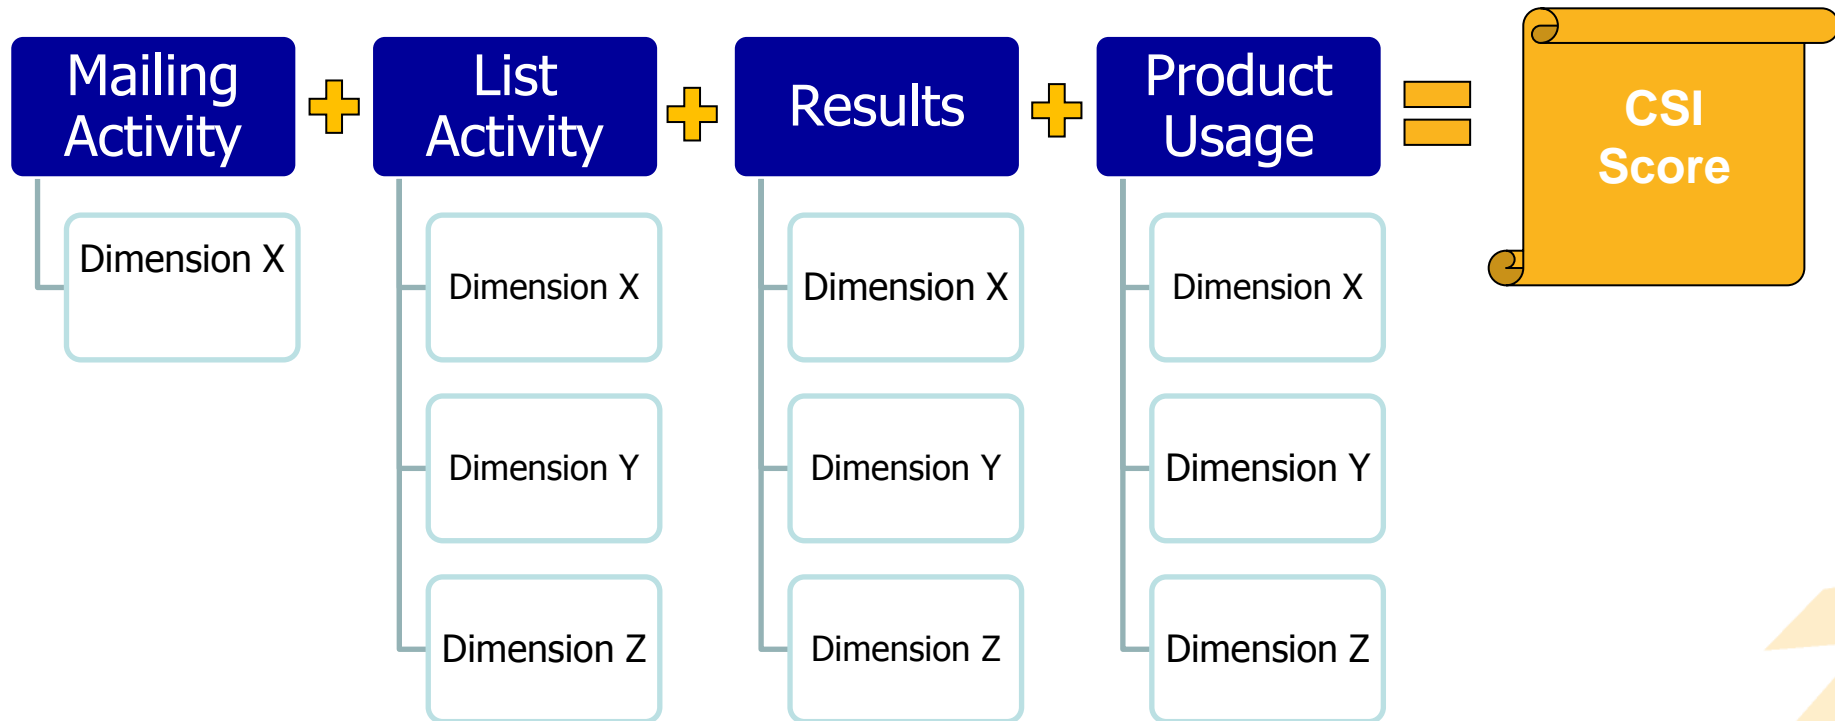 Mailing
Activity
List
Activity
Results
Product
Usage
CSI
Score
Dimension X
Dimension X
Dimension X
Dimension X
Dimension Y
Dimension Y
Dimension Y
Dimension Z
Dimension Z
Dimension Z